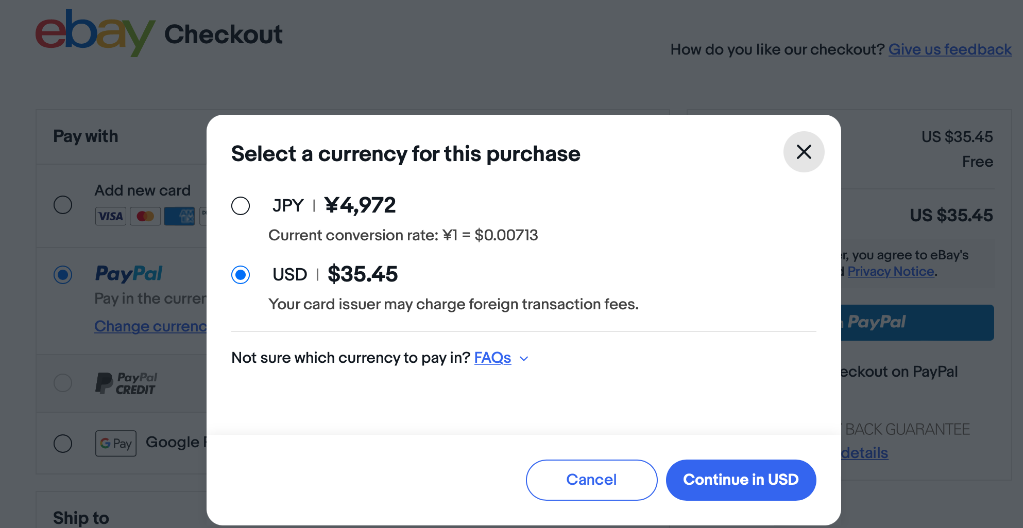 ebay Checkout
How do you like our checkout? Give us feedback
Pay with
Add new card
VISA
PayPal
Pay in the curren
Change currenc
PayPal CREDIT
G Pay Google
Ship to
Select a currency for this purchase
JPY | ¥4,972
Current conversion rate: ¥1 = $0.00713
USD | $35.45
Your card issuer may charge foreign transaction fees.
Not sure which currency to pay in? FAQs
Cancel
Continue in USD
US $35.45
Free
US $35.45
r, you agree to eBay's
Privacy Notice.
PayPal
eckout on PayPal
BACK GUARANTEE
details